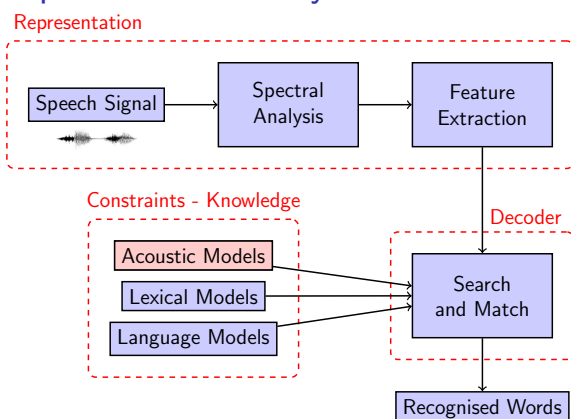 Representation
Speech Signal
Spectral
Analysis
Feature
Extraction
Constraints - Knowledge
Decoder
Acoustic Models
Lexical Models
Language Models
Search
and Match
Recognised Words